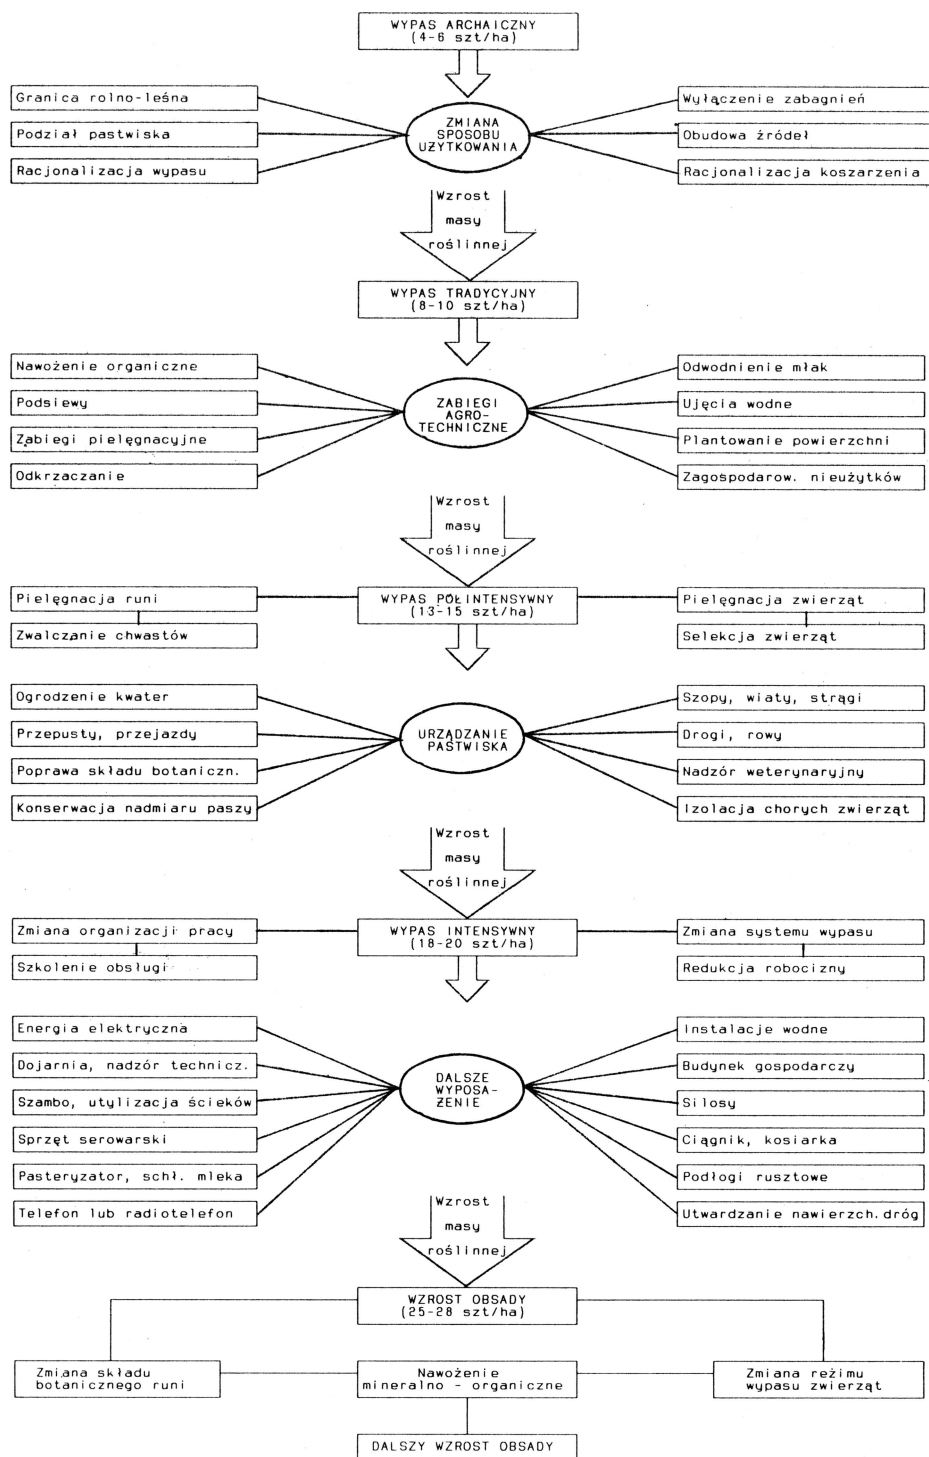 WYPAS ARCHAICZNY
(4-6 szt/ha)
Granica rolno-leśna
Podział pastwiska
Racjonalizacja wypasu
ZMIANA
SPOSOBU
UŻYTKOWANIA
Wyłączenie zabagnień
Obudowa źródeł
Racjonalizacja koszarzenia
Wzrost
masy
roślinnej
WYPAS TRADYCYJNY
(8-10 szt/ha)
Nawożenie organiczne
Podsiewy
Zabiegi pielęgnacyjne
Odkrzaczanie
ZABIEGI
AGRO-
TECHNICZNE
Odwodnienie młak
Ujęcia wodne
Plantowanie powierzchni
Zagospodarow. nieużytków
Wzrost
masy
roślinnej
Pielęgnacja runi
Zwalczanie chwastów
WYPAS PÓŁINTENSYWNY
(13-15 szt/ha)
Pielęgnacja zwierząt
Selekcja zwierząt
Ogrodzenie kwater
Przepusty, przejazdy
Poprawa składu botaniczn.
Konserwacja nadmiaru paszy
URZĄDZANIE
PASTWISKA
Szopy, wiaty, strągi
Drogi, rowy
Nadzór weterynaryjny
Izolacja chorych zwierząt
Wzrost
masy
roślinnej
Zmiana organizacji pracy
Szkolenie obsługi
WYPAS INTENSYWNY
(18-20 szt/ha)
Zmiana systemu wypasu
Redukcja robocizny
Energia elektryczna
Dojarnia, nadzór technicz.
Szambo, utylizacja ścieków
Sprzęt serowarski
Pasteryzator, schł. mleka
Telefon lub radiotelefon
DALSZE
WYPOSA-
ŻENIE
Instalacje wodne
Budynek gospodarczy
Silosy
Ciągnik, kosiarka
Podłogi rusztowe
Utwardzanie nawierzch.dróg
Wzrost
masy
roślinnej
WZROST OBSADY
(25-28 szt/ha)
Zmiana składu
botanicznego runi
Nawożenie
mineralno - organiczne
Zmiana reżimu
wypasu zwierząt
DALSZY WZROST OBSADY